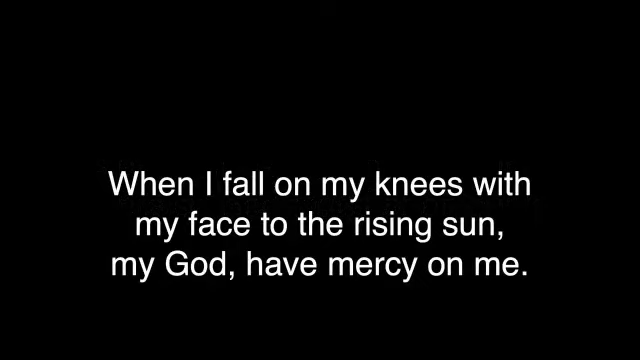 When I fall on my knees with
my face to the rising sun,
my God, have mercy on me.